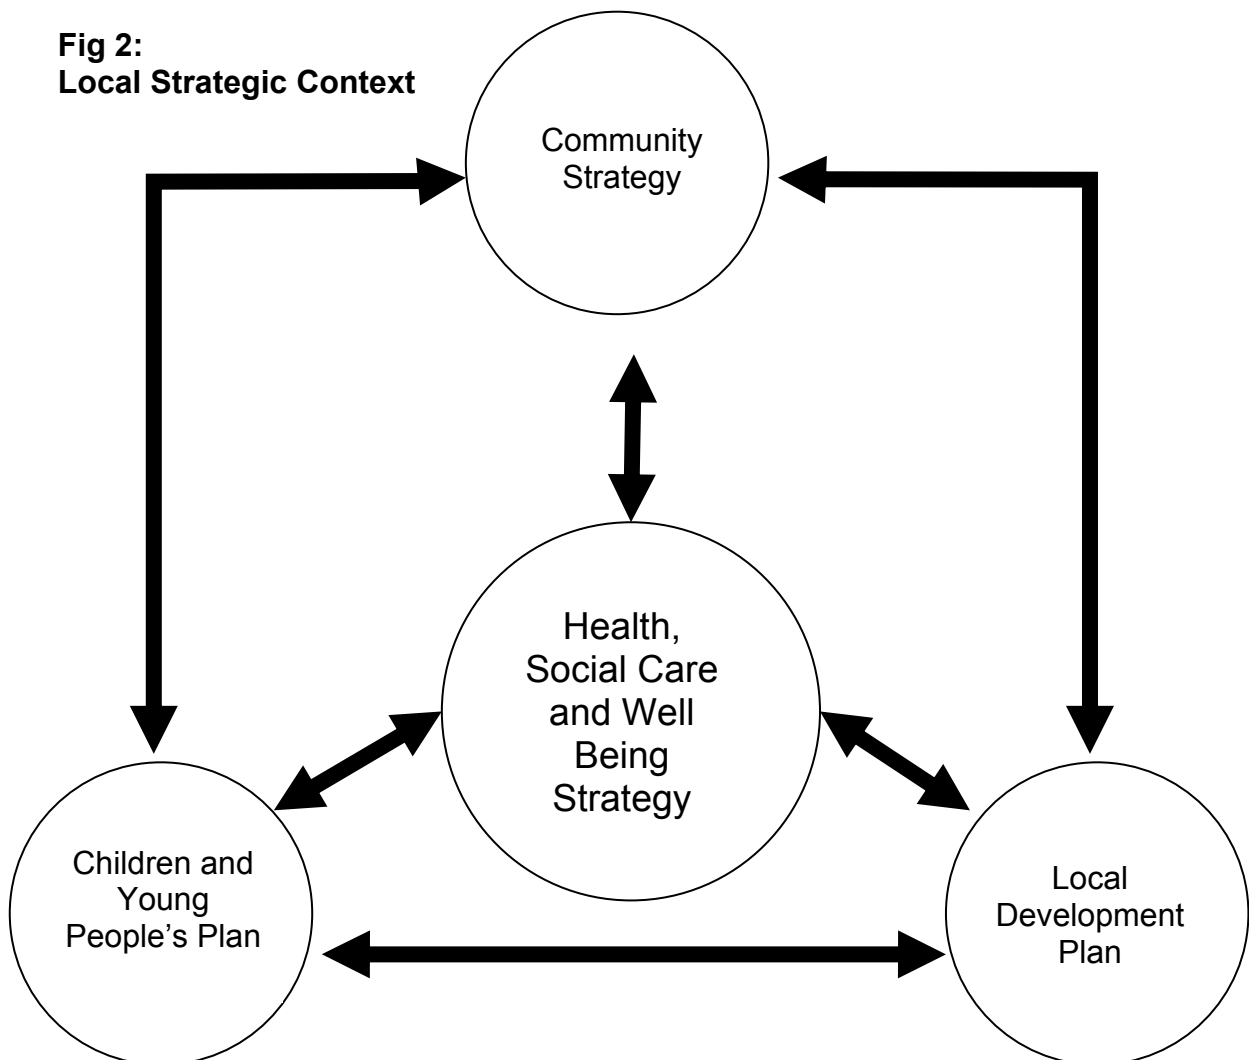 Fig 2:
Local Strategic Context
Community
Strategy
Health,
Social Care
and Well
Being
Strategy
Children and
Young
People’s Plan
Local
Development
Plan